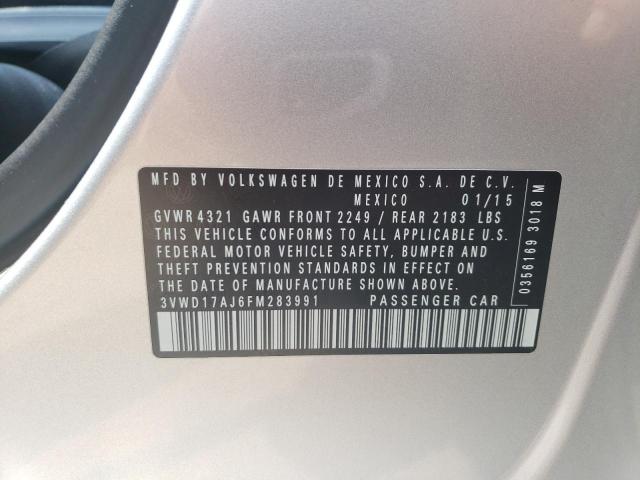 MFD BY VOLKSWAGEN DE MEXICO S.A. DE C.V.
MEXICO 01/15
GVWR 4321 GAWR FRONT 2249 / REAR 2183 LBS
THIS VEHICLE CONFORMS TO ALL APPLICABLE U.S.
FEDERAL MOTOR VEHICLE SAFETY, BUMPER AND
THEFT PREVENTION STANDARDS IN EFFECT ON
THE DATE OF MANUFACTURE SHOWN ABOVE.
3VWD17AJ6FM283991 PASSENGER CAR
0356169 3018 M